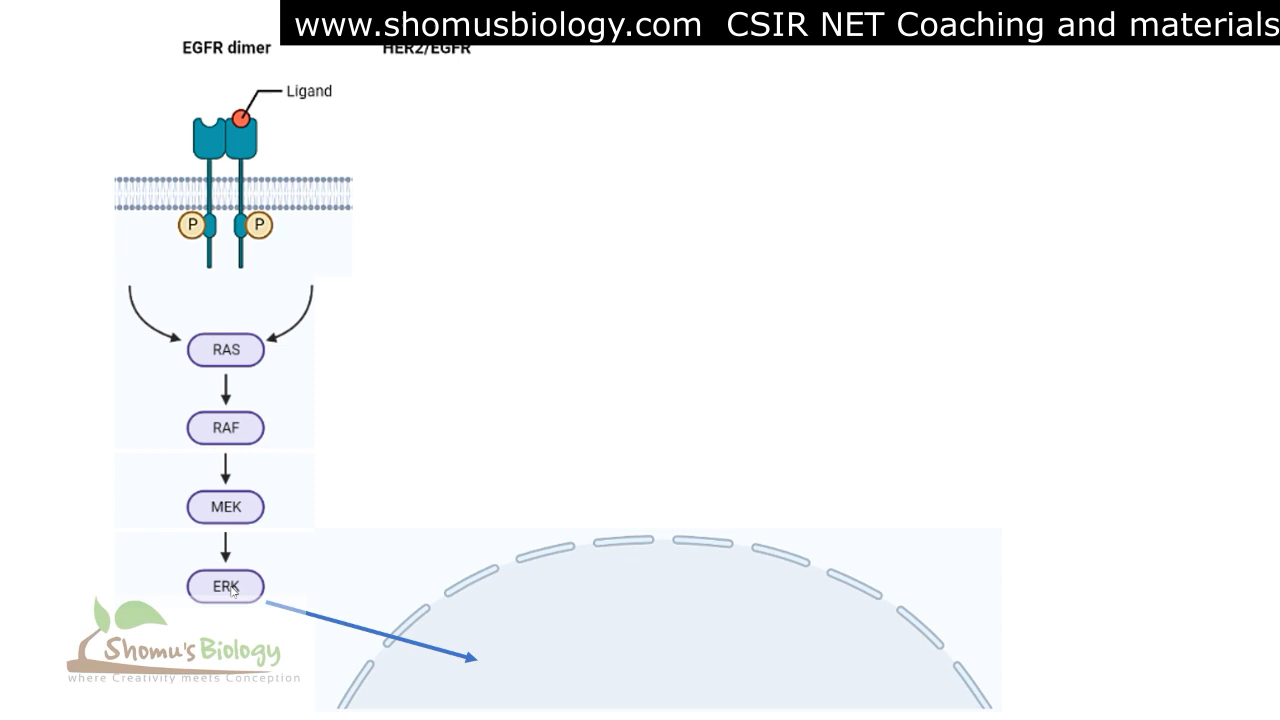 www.shomusbiology.com CSIR NET Coaching and materials
EGFR dimer HER2/EGFR
Ligand
P P
RAS
RAF
MEK
ERK
Shomu's Biology
where Creativity meets Conception